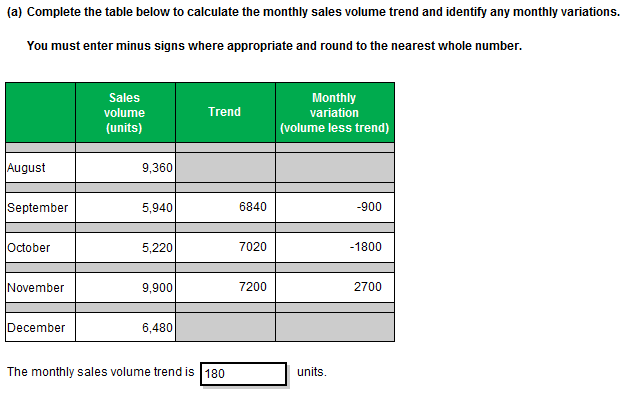 (a) Complete the table below to calculate the monthly sales volume trend and identify any monthly variations.
You must enter minus signs where appropriate and round to the nearest whole number.
Sales volume (units) Trend Monthly variation (volume less trend)
August 9,360
September 5,940 6840 -900
October 5,220 7020 -1800
November 9,900 7200 2700
December 6,480
The monthly sales volume trend is 180 units.